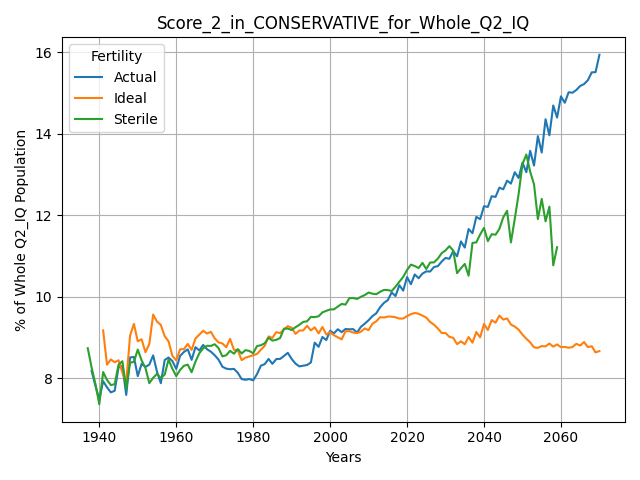 Score_2_in_CONSERVATIVE_for_Whole_Q2_IQ
Fertility
Actual
Ideal
Sterile
% of Whole Q2_IQ Population
16
14
12
10
8
1940 1960 1980 2000 2020 2040 2060
Years